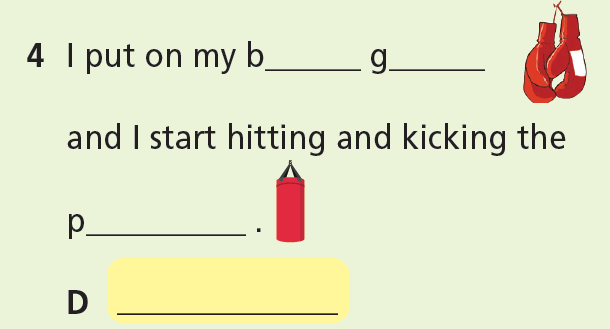 4 I put on my b______ g______
and I start hitting and kicking the
p__________ .
D ______________